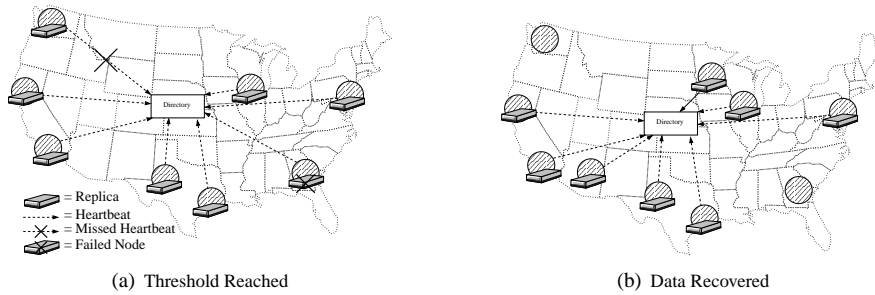 Directory
Directory
= Replica
= Heartbeat
= Missed Heartbeat
= Failed Node
(a) Threshold Reached
(b) Data Recovered